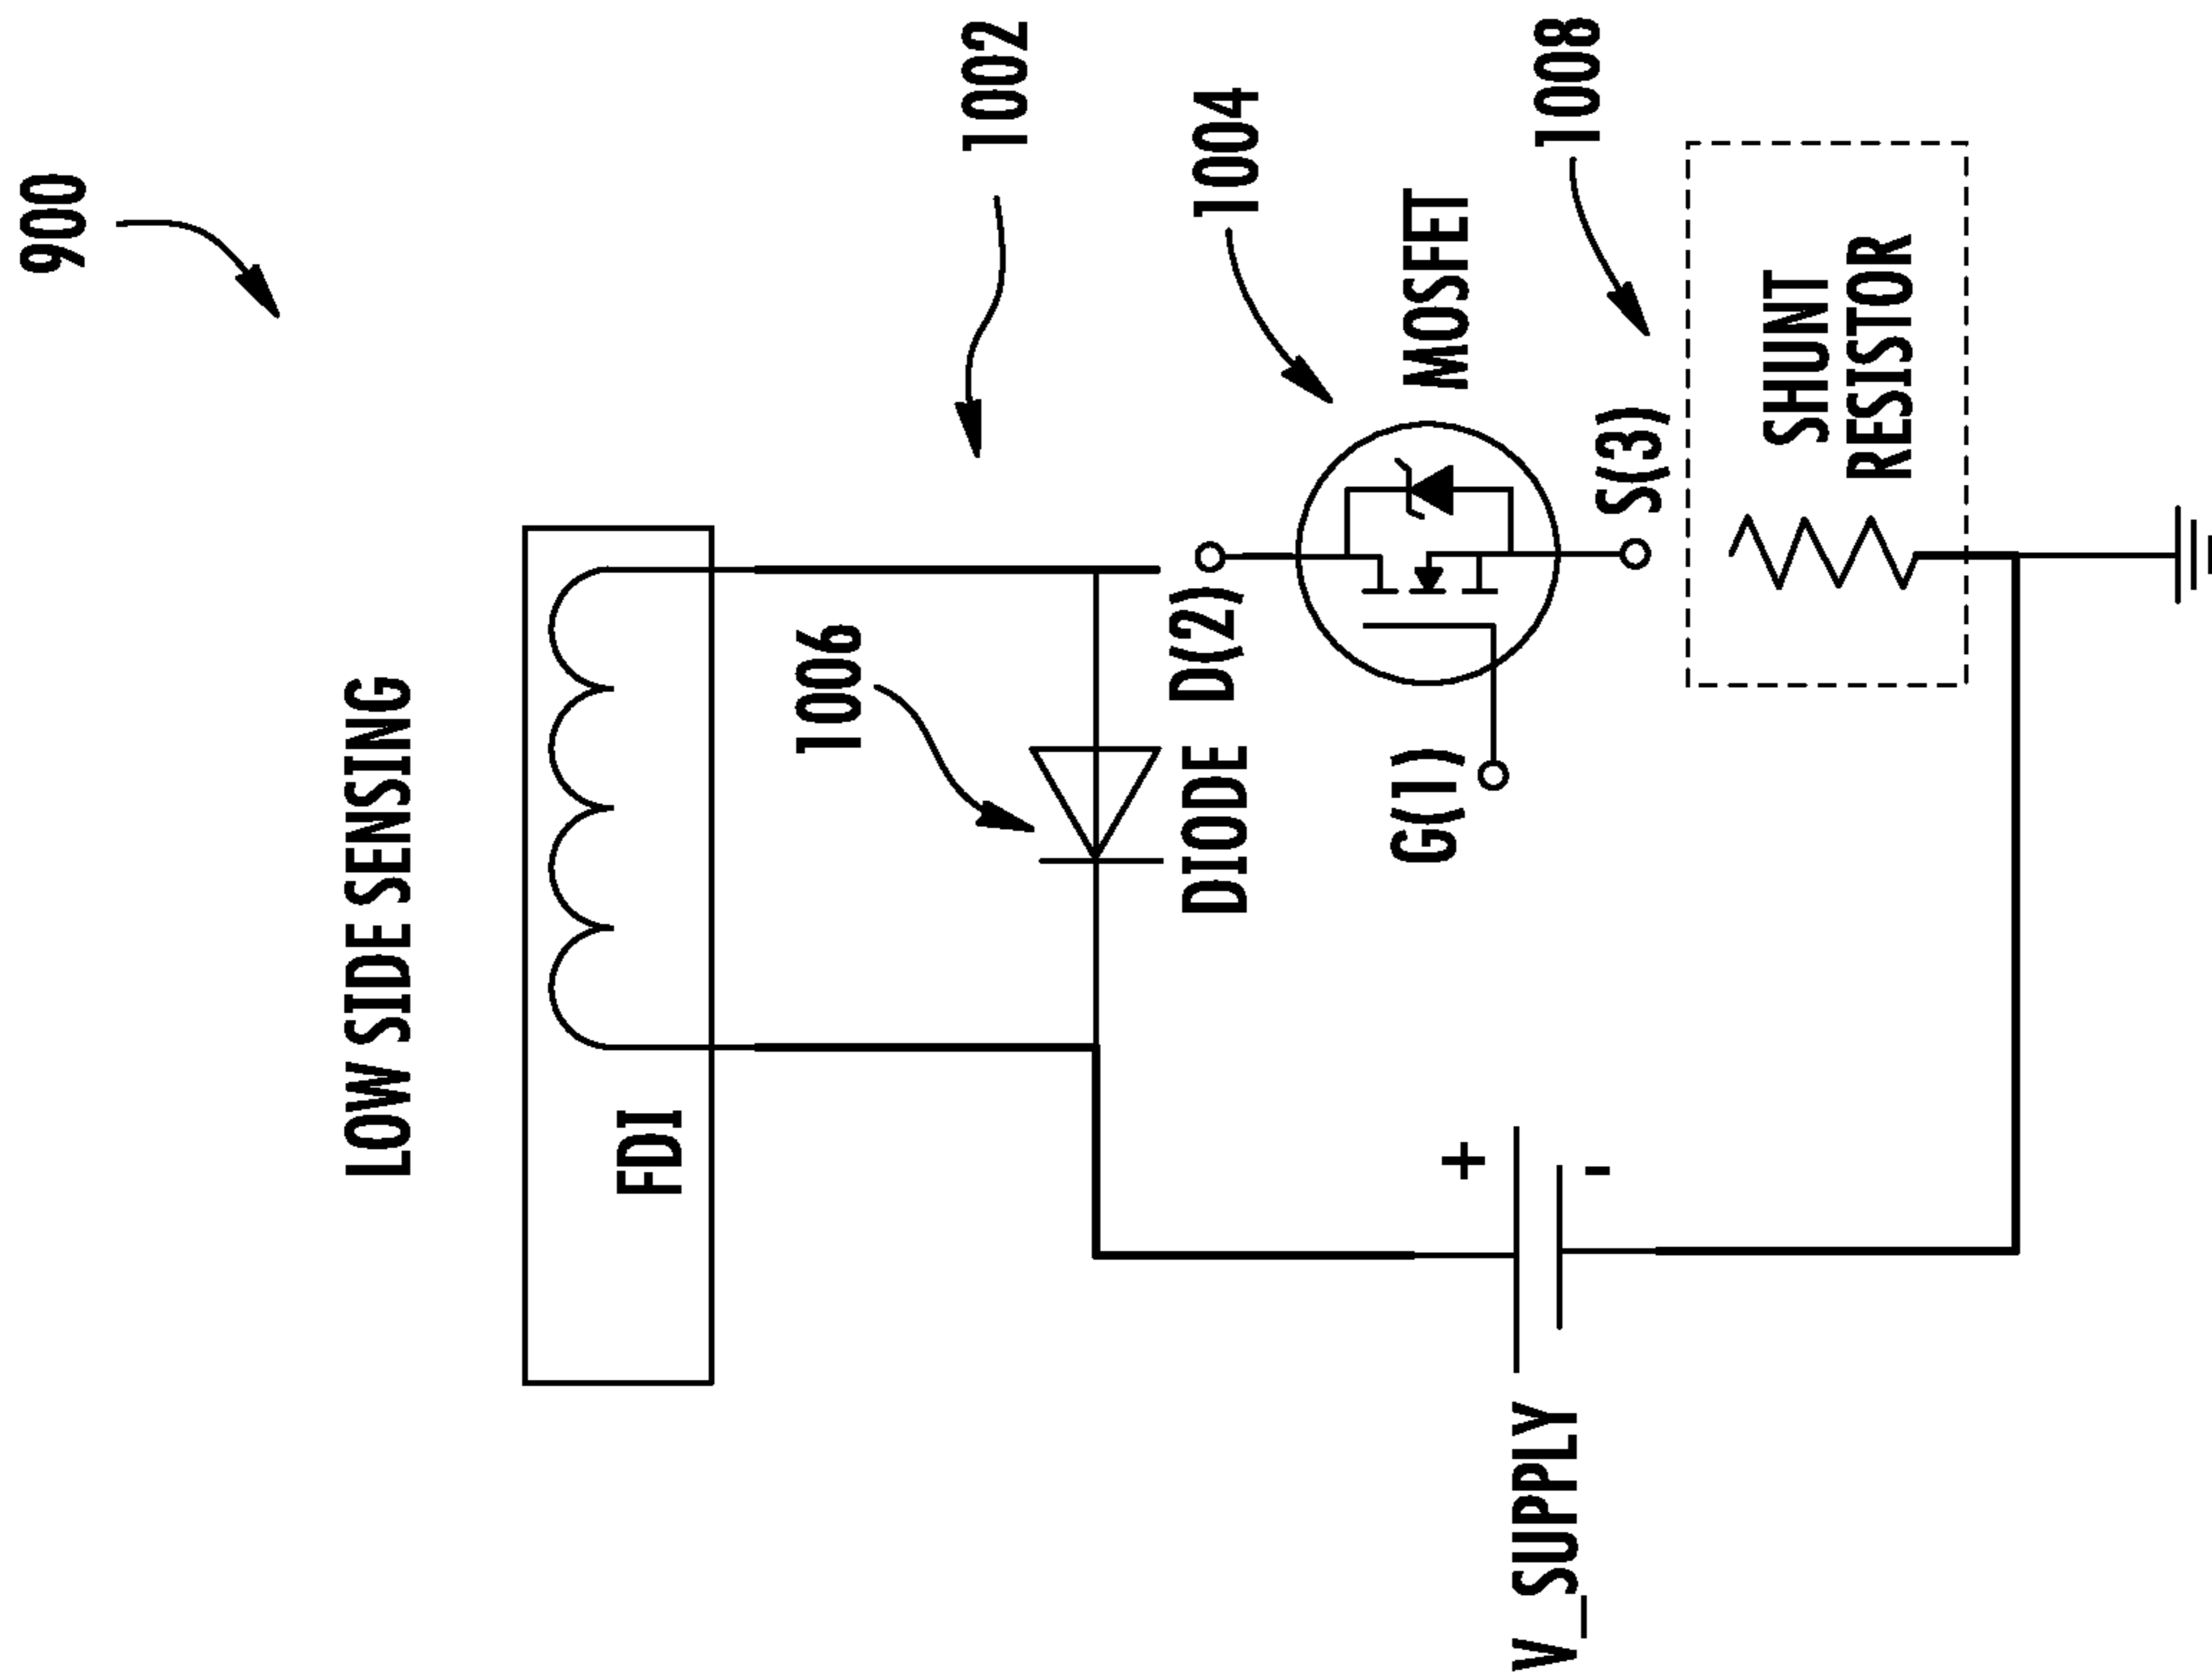 900
LOW SIDE SENSING
FDI
1002
1006
DIODE
D(2)
1004
MOSFET
G(1)
S(3)
1008
SHUNT
RESISTOR
+
-
V_SUPPLY